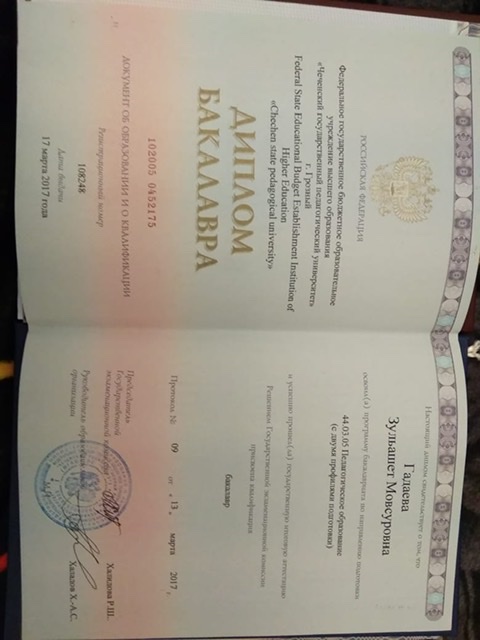 РОССИЙСКАЯ ФЕДЕРАЦИЯ
Федеральное государственное бюджетное образовательное
учреждение высшего образования
«Чеченский государственный педагогический университет»
г. Грозный
Federal State Educational Budget Establishment Institution of
Higher Education
«Chechen state pedagogical university»
ДИПЛОМ
БАКАЛАВРА
102005 0452175
ДОКУМЕНТ ОБ ОБРАЗОВАНИИ И О КВАЛИФИКАЦИИ
Регистрационный номер
108248
Дата выдачи
17 марта 2017 года
Настоящий диплом свидетельствует о том, что
Гадаева
Зульашет Мовсуровна
освоил(а) программу бакалавриата по направлению подготовки
44.03.05 Педагогическое образование
(с двумя профилями подготовки)
и успешно прошел(ла) государственную итоговую аттестацию
Решением Государственной экзаменационной комиссии
присвоена квалификация
бакалавр
Протокол № 09 от « 13 » марта 2017 г.
Председатель
Государственной
экзаменационной комиссии
Халидова Р.Ш.
Руководитель образовательной
организации
Халадов Х.-А.С.